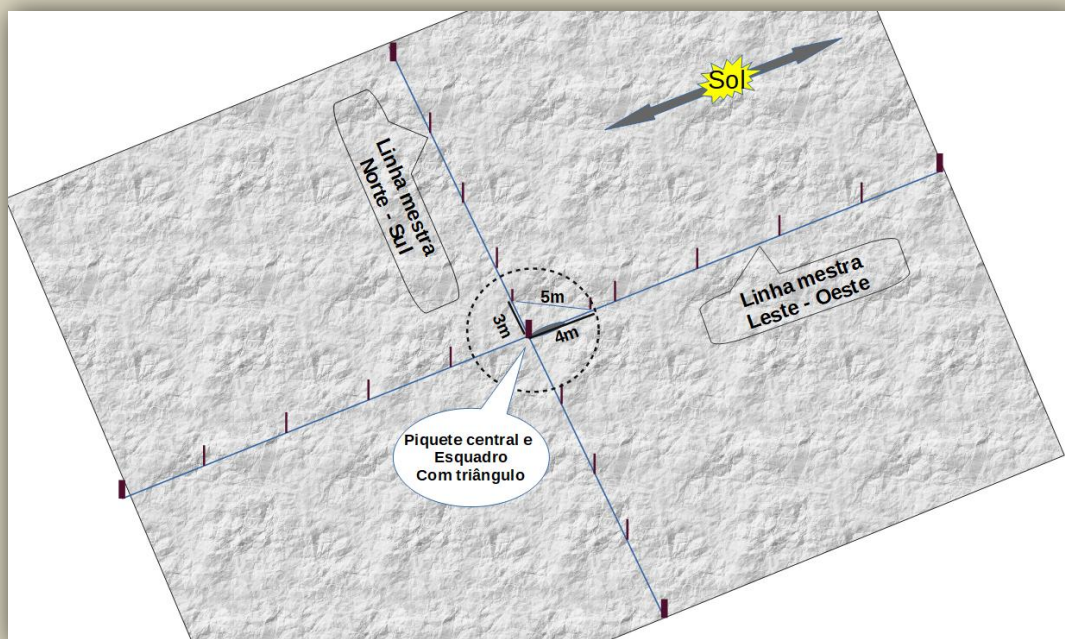 Sol
Linha mestra
Norte - Sul
5m
3m
4m
Linha mestra
Leste - Oeste
Piquete central e
Esquadro
Com triângulo